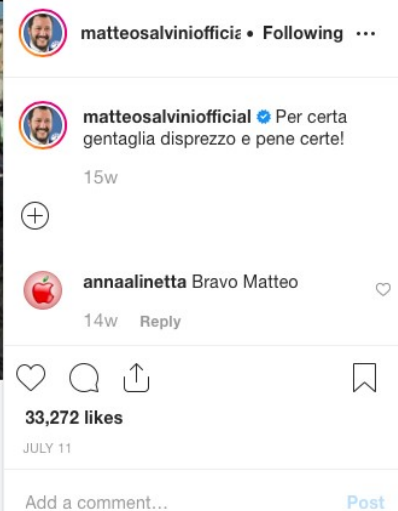 matteosalviniofficia • Following •••
matteosalviniofficial Per certa
gentaglia disprezzo e pene certe!
15w
annaalinetta Bravo Matteo
14w Reply
33,272 likes
JULY 11
Add a comment...
Post